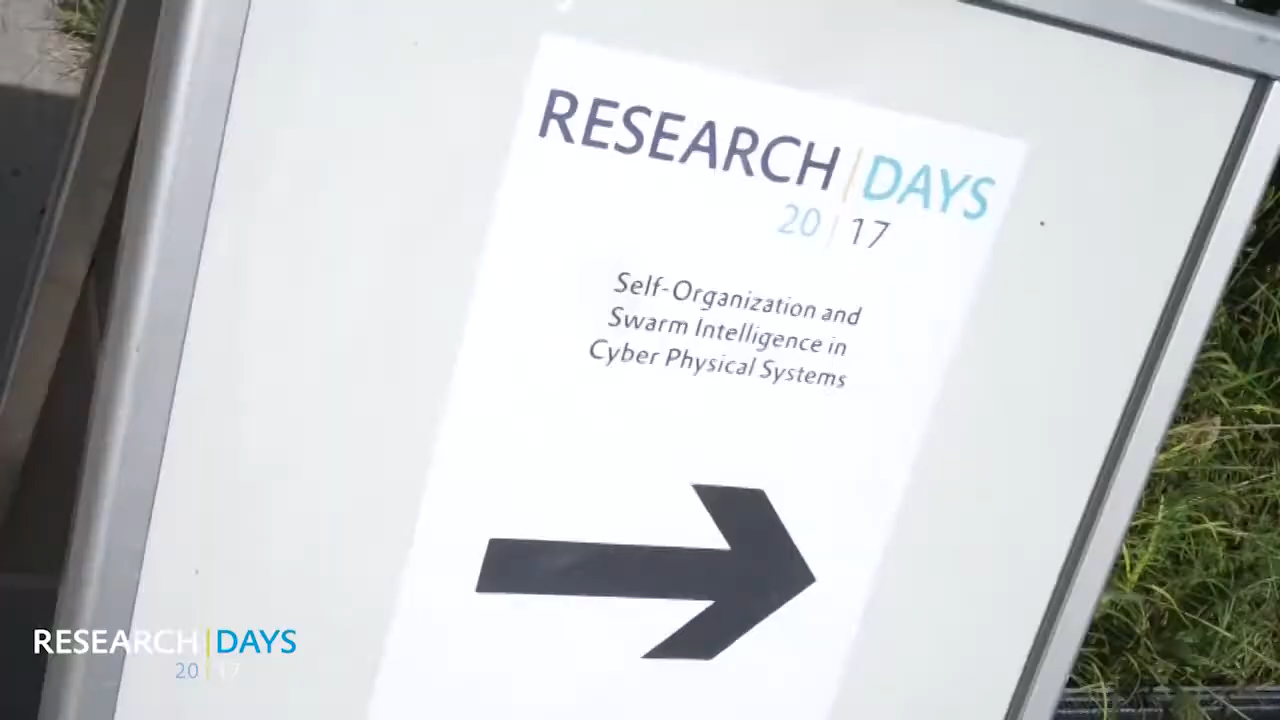 RESEARCH|DAYS
20|17
Self-Organization and
Swarm Intelligence in
Cyber Physical Systems
RESEARCH|DAYS
20|17